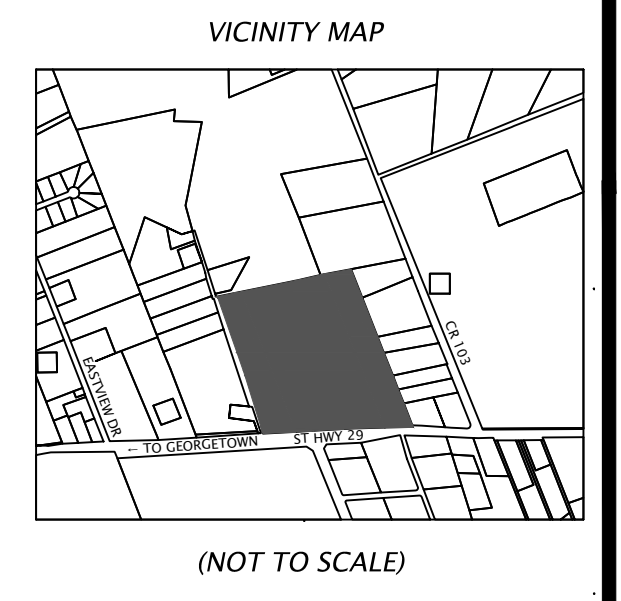 VICINITY MAP
CR 103
EASTVIEW DR
← TO GEORGETOWN
ST HWY 29
(NOT TO SCALE)